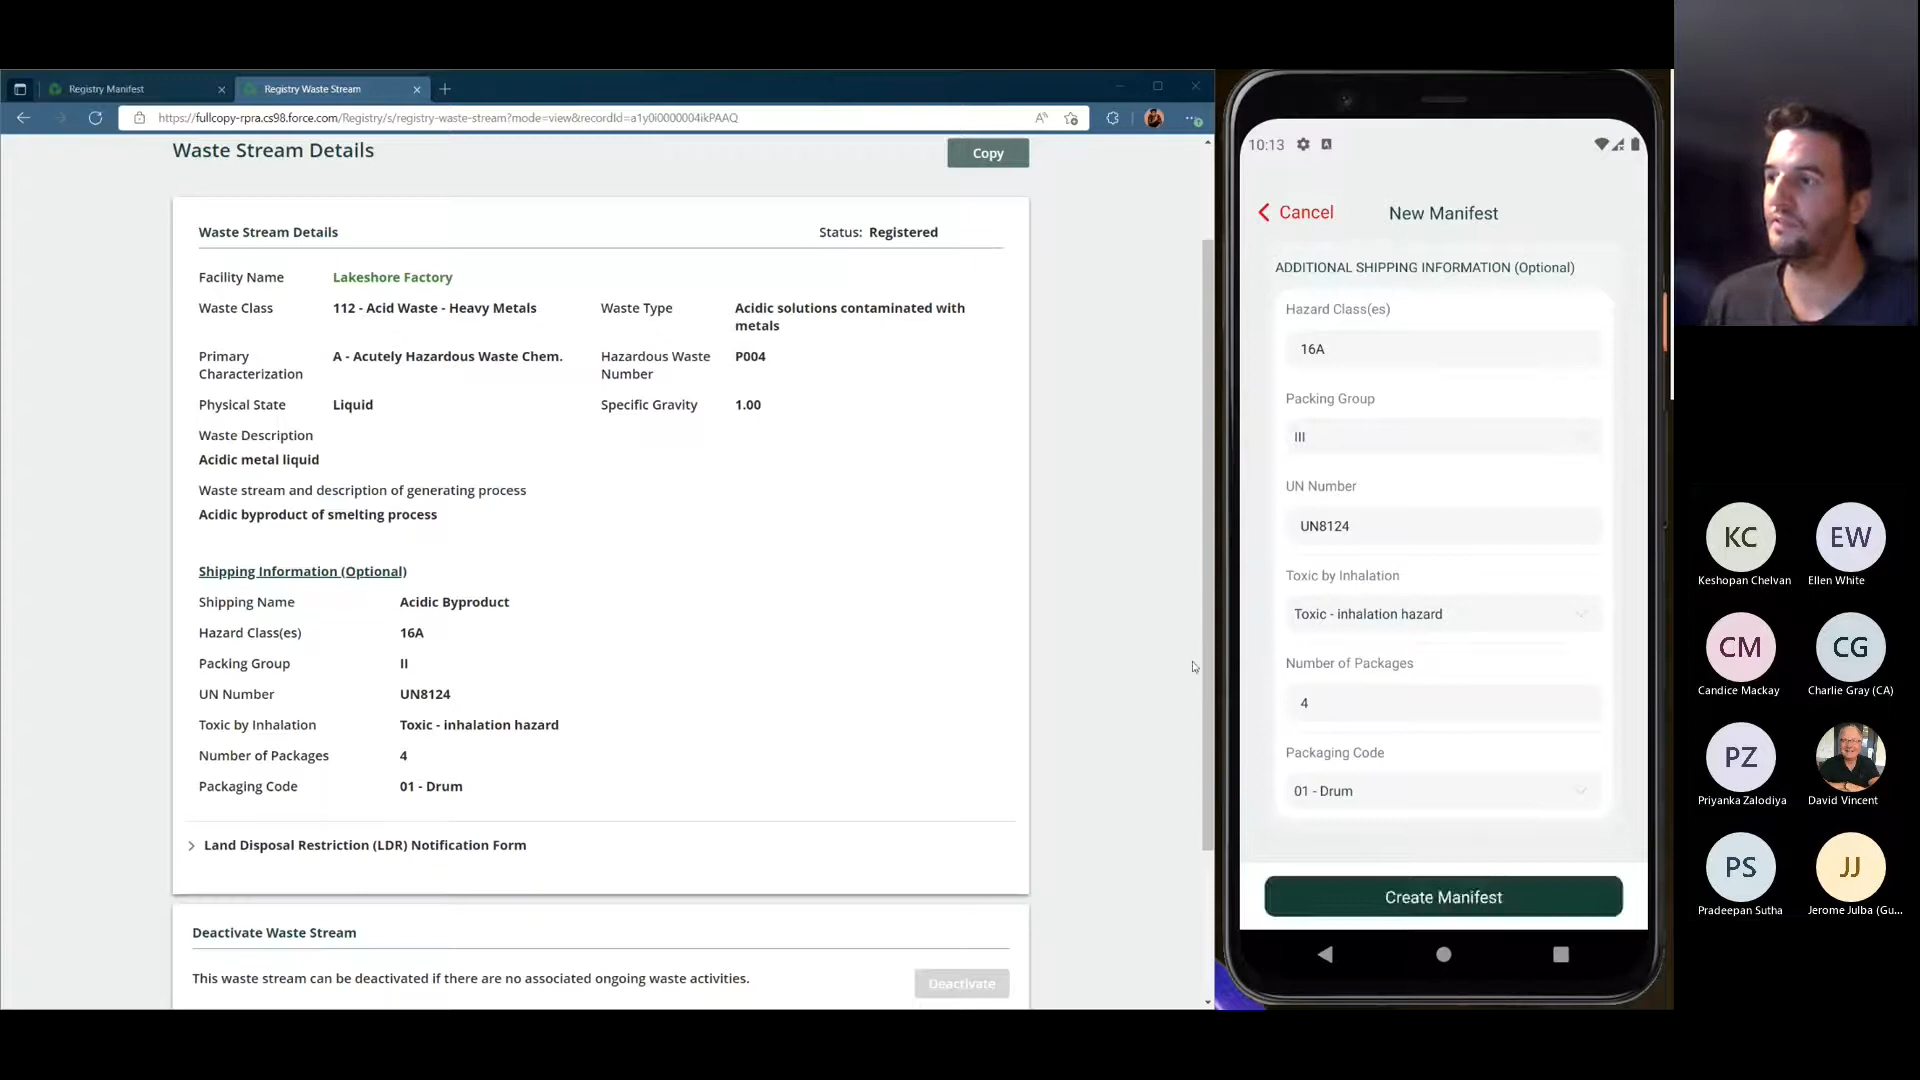 Registry Manifest
Registry Waste Stream
https://fullcopy-rpra.cs98.force.com/Registry/s/registry-waste-stream?mode=view&recordId=a1y0i0000004ikPAAQ
Waste Stream Details
Copy
Waste Stream Details
Status: Registered
Facility Name Lakeshore Factory
Waste Class 112 - Acid Waste - Heavy Metals
Waste Type Acidic solutions contaminated with
metals
Primary
Characterization
A - Acutely Hazardous Waste Chem.
Hazardous Waste
Number
P004
Physical State Liquid
Specific Gravity 1.00
Waste Description
Acidic metal liquid
Waste stream and description of generating process
Acidic byproduct of smelting process
Shipping Information (Optional)
Shipping Name Acidic Byproduct
Hazard Class(es) 16A
Packing Group II
UN Number UN8124
Toxic by Inhalation Toxic - inhalation hazard
Number of Packages 4
Packaging Code 01 - Drum
Land Disposal Restriction (LDR) Notification Form
Deactivate Waste Stream
This waste stream can be deactivated if there are no associated ongoing waste activities.
Deactivate
10:13
Cancel
New Manifest
ADDITIONAL SHIPPING INFORMATION (Optional)
Hazard Class(es)
16A
Packing Group
III
UN Number
UN8124
Toxic by Inhalation
Toxic - inhalation hazard
Number of Packages
4
Packaging Code
01 - Drum
Create Manifest
KC
Keshopan Chelvan
EW
Ellen White
CM
Candice Mackay
CG
Charlie Gray (CA)
PZ
Priyanka Zalodiya
David Vincent
PS
Pradeepan Sutha
JJ
Jerome Julba (Gu...